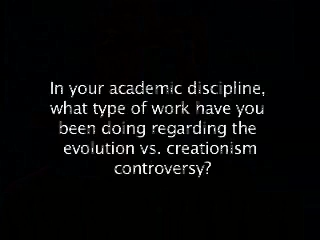 In your academic discipline,
what type of work have you
been doing regarding the
evolution vs. creationism
controversy?